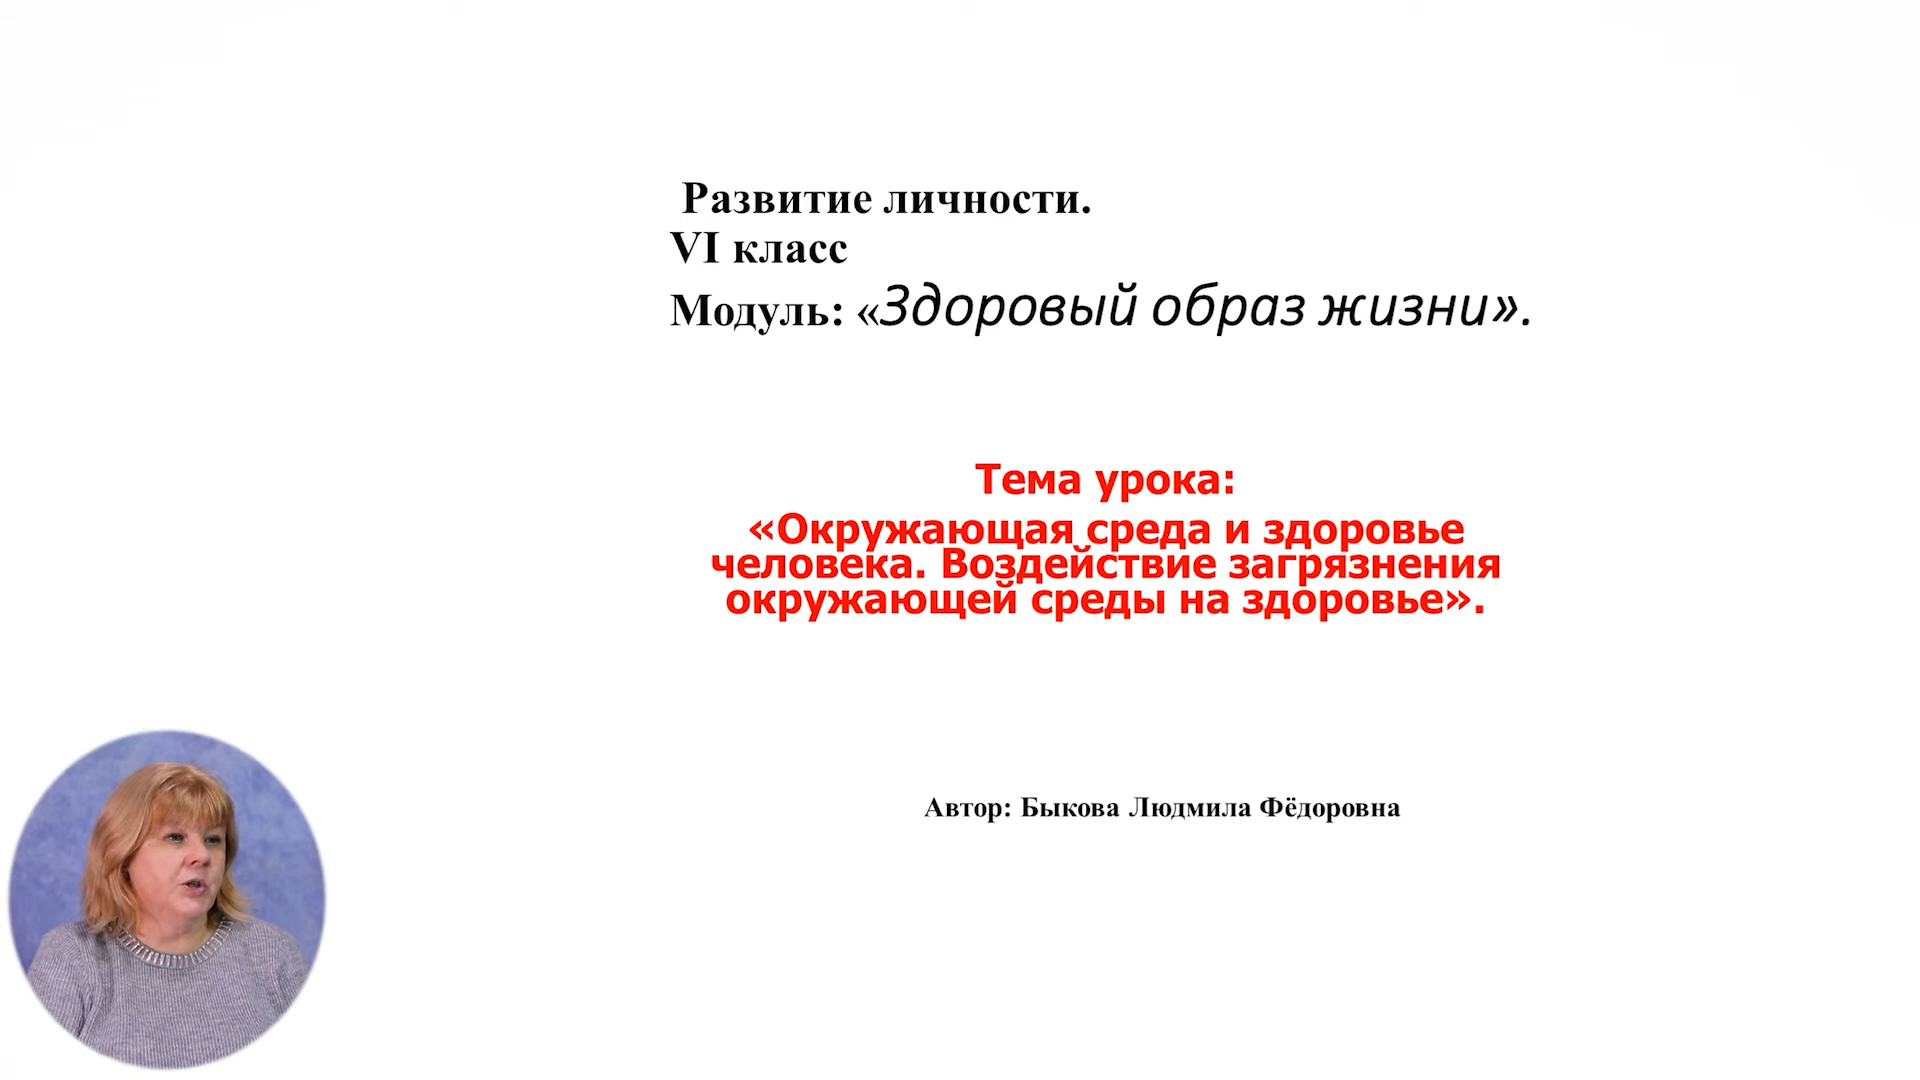 Развитие личности.
VI класс
Модуль: «Здоровый образ жизни».
Тема урока:
«Окружающая среда и здоровье
человека. Воздействие загрязнения
окружающей среды на здоровье».
Автор: Быкова Людмила Фёдоровна